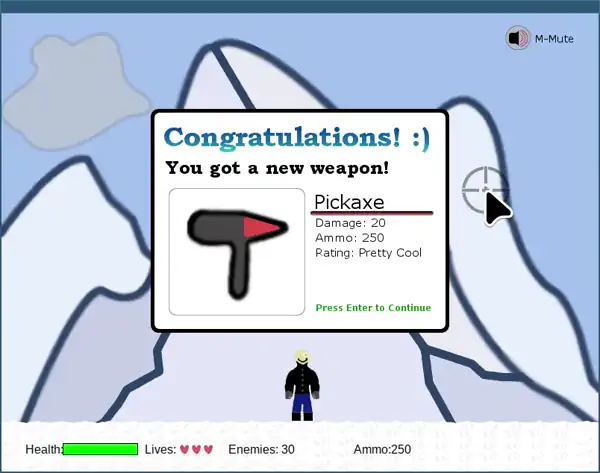 M-Mute
Congratulations! :)
You got a new weapon!
Pickaxe
Damage: 20
Ammo: 250
Rating: Pretty Cool
Press Enter to Continue
Health: Lives: Enemies: 30 Ammo:250